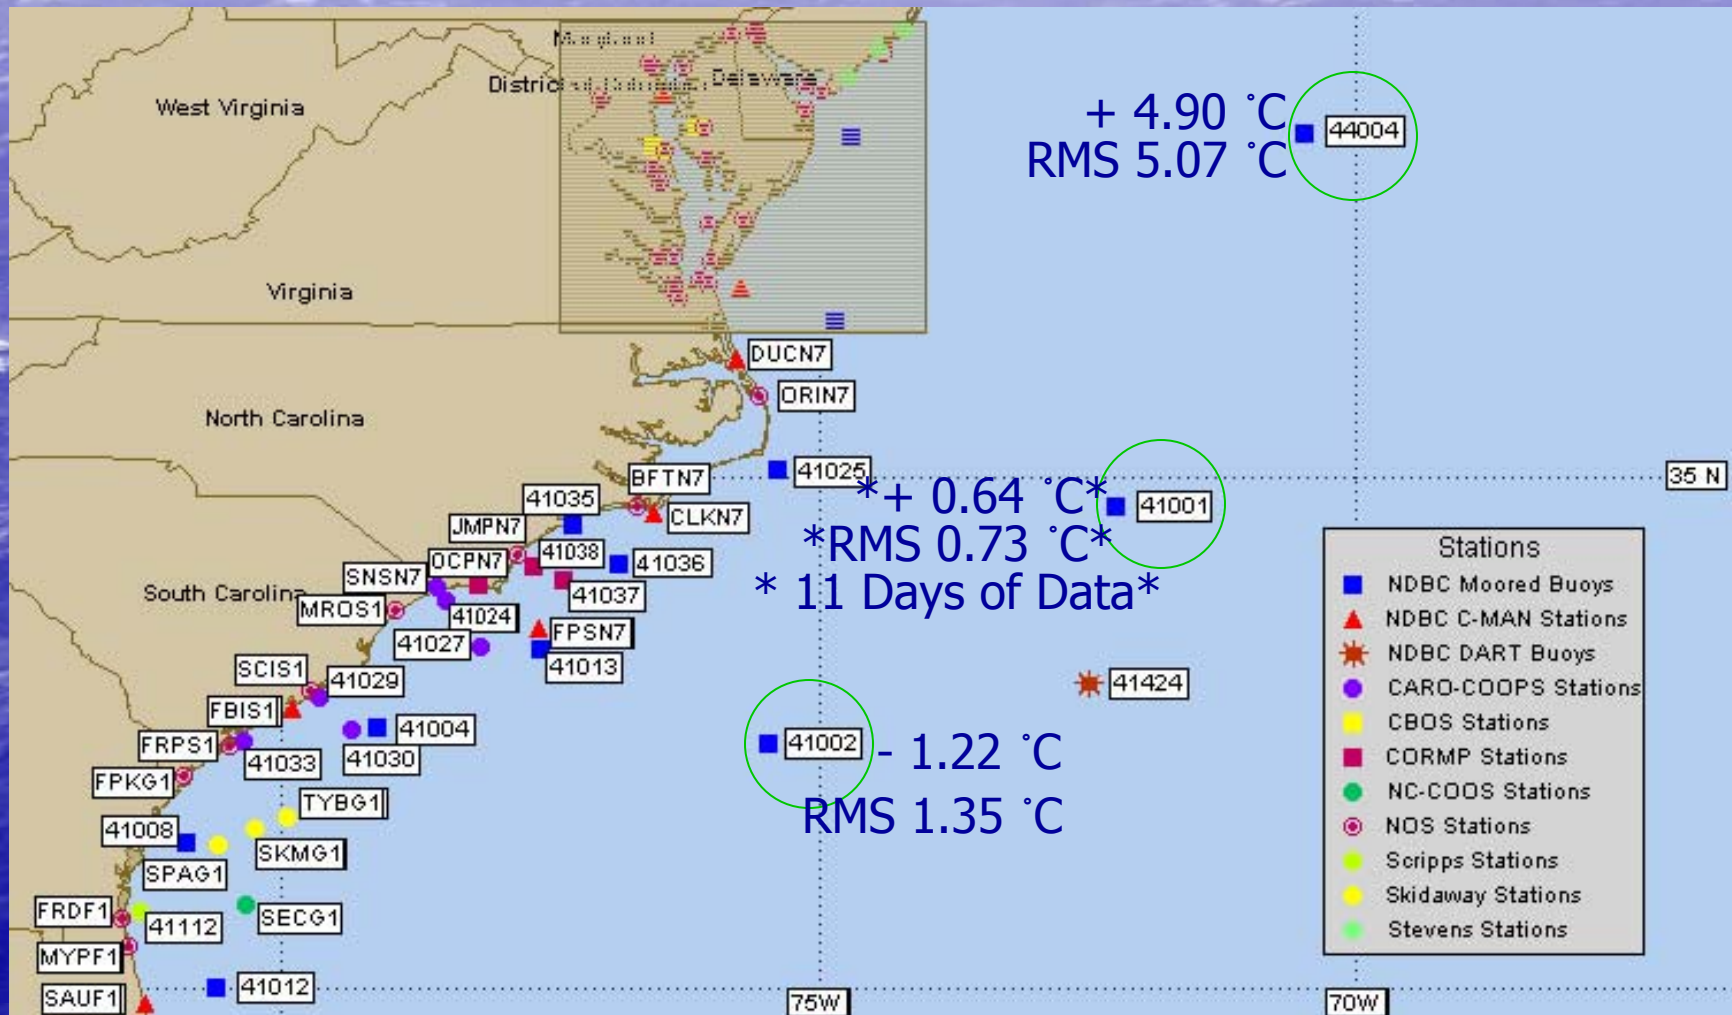 Maryland
District of Columbia
Delaware
West Virginia
+ 4.90 ˚C
RMS 5.07 ˚C
44004
Virginia
DUCN7
ORIN7
North Carolina
41025
35 N
BFTN7
41035
CLKN7
*+ 0.64 ˚C*
*RMS 0.73 ˚C*
* 11 Days of Data*
41001
JMPN7
41038
OCPN7
41036
SNSN7
41037
South Carolina
MROS1
41024
FPSN7
41027
41013
SCIS1
41029
41424
FBIS1
41004
41002
- 1.22 ˚C
RMS 1.35 ˚C
FRPS1
41030
41033
FPKG1
TYBG1
41008
SKMG1
SPAG1
FRDF1
41112
SECG1
MYPF1
41012
SAUF1
75W
70W
Stations
NDBC Moored Buoys
NDBC C-MAN Stations
NDBC DART Buoys
CARO-COOPS Stations
CBOS Stations
CORMP Stations
NC-COOS Stations
NOS Stations
Scripps Stations
Skidaway Stations
Stevens Stations